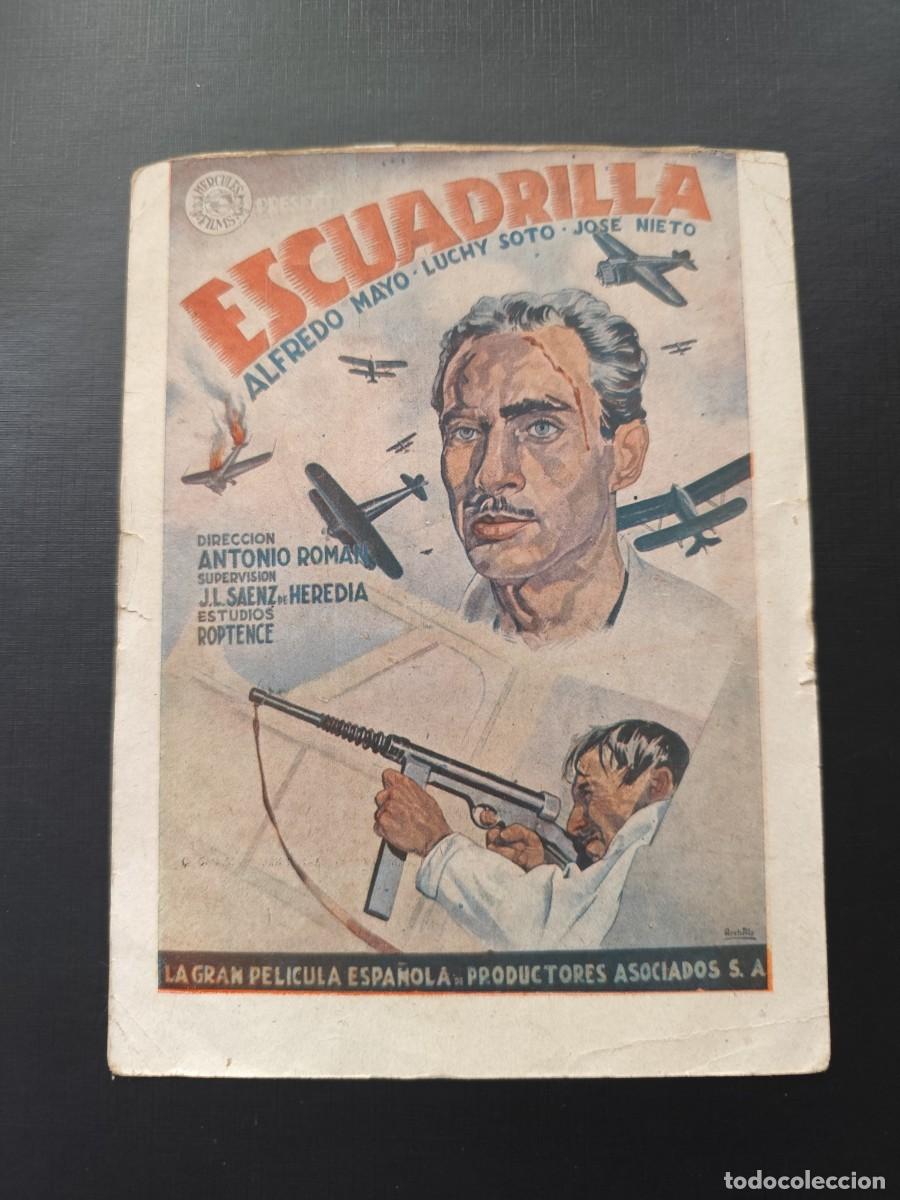 HERCULES
FILMS
PRESENTA
ESCUADRILLA
ALFREDO MAYO · LUCHY SOTO · JOSE NIETO
DIRECCION
ANTONIO ROMAN
SUPERVISION
J.L. SAENZ DE HEREDIA
ESTUDIOS
ROPTENCE
LA GRAN PELICULA ESPAÑOLA DE PRODUCTORES ASOCIADOS S. A
todocoleccion